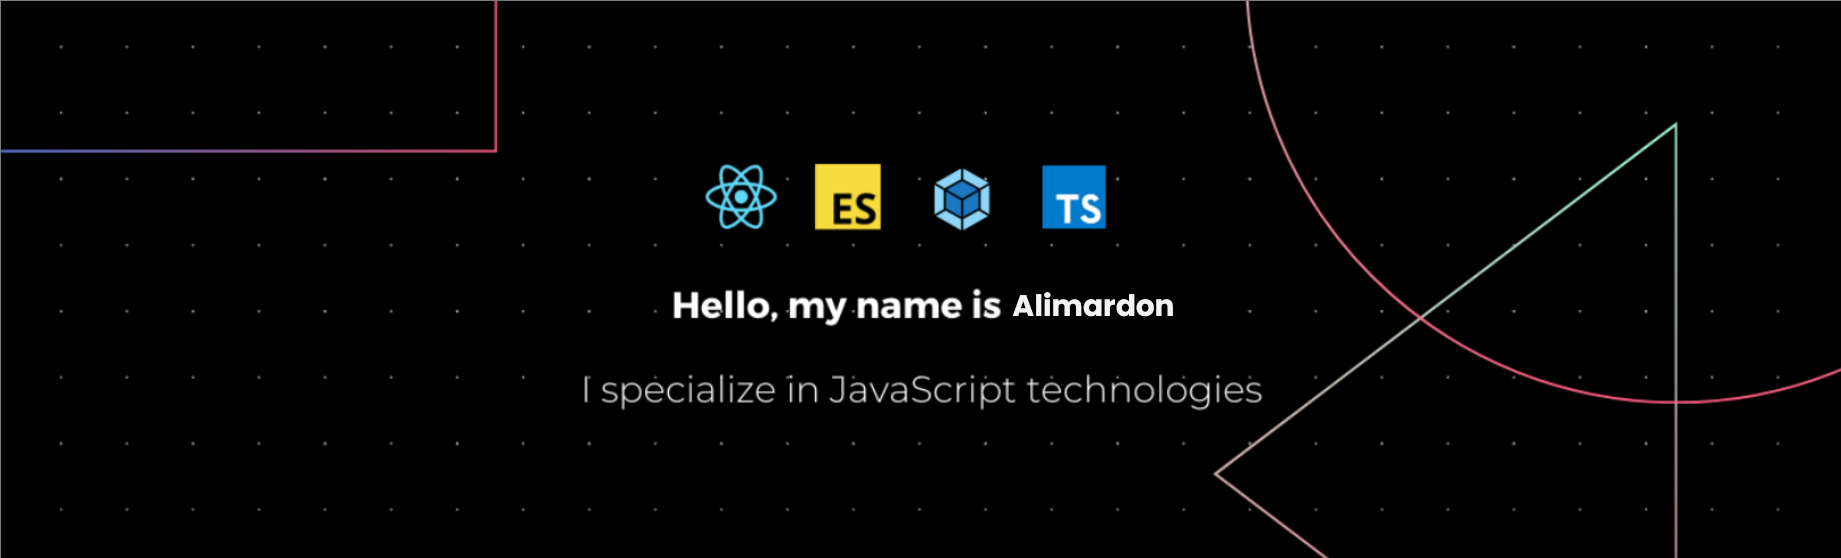 ES TS
Hello, my name is Alimardon
I specialize in JavaScript technologies